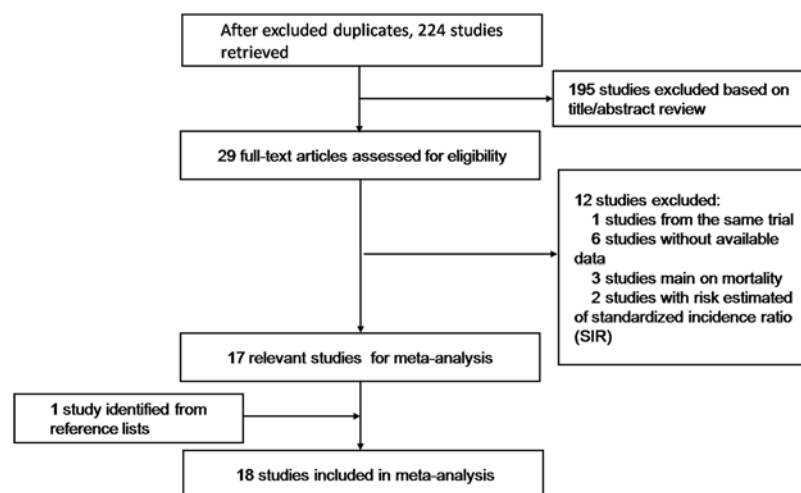 After excluded duplicates, 224 studies
retrieved
195 studies excluded based on
title/abstract review
29 full-text articles assessed for eligibility
12 studies excluded:
1 studies from the same trial
6 studies without available
data
3 studies main on mortality
2 studies with risk estimated
of standardized incidence ratio
(SIR)
17 relevant studies for meta-analysis
1 study identified from
reference lists
18 studies included in meta-analysis